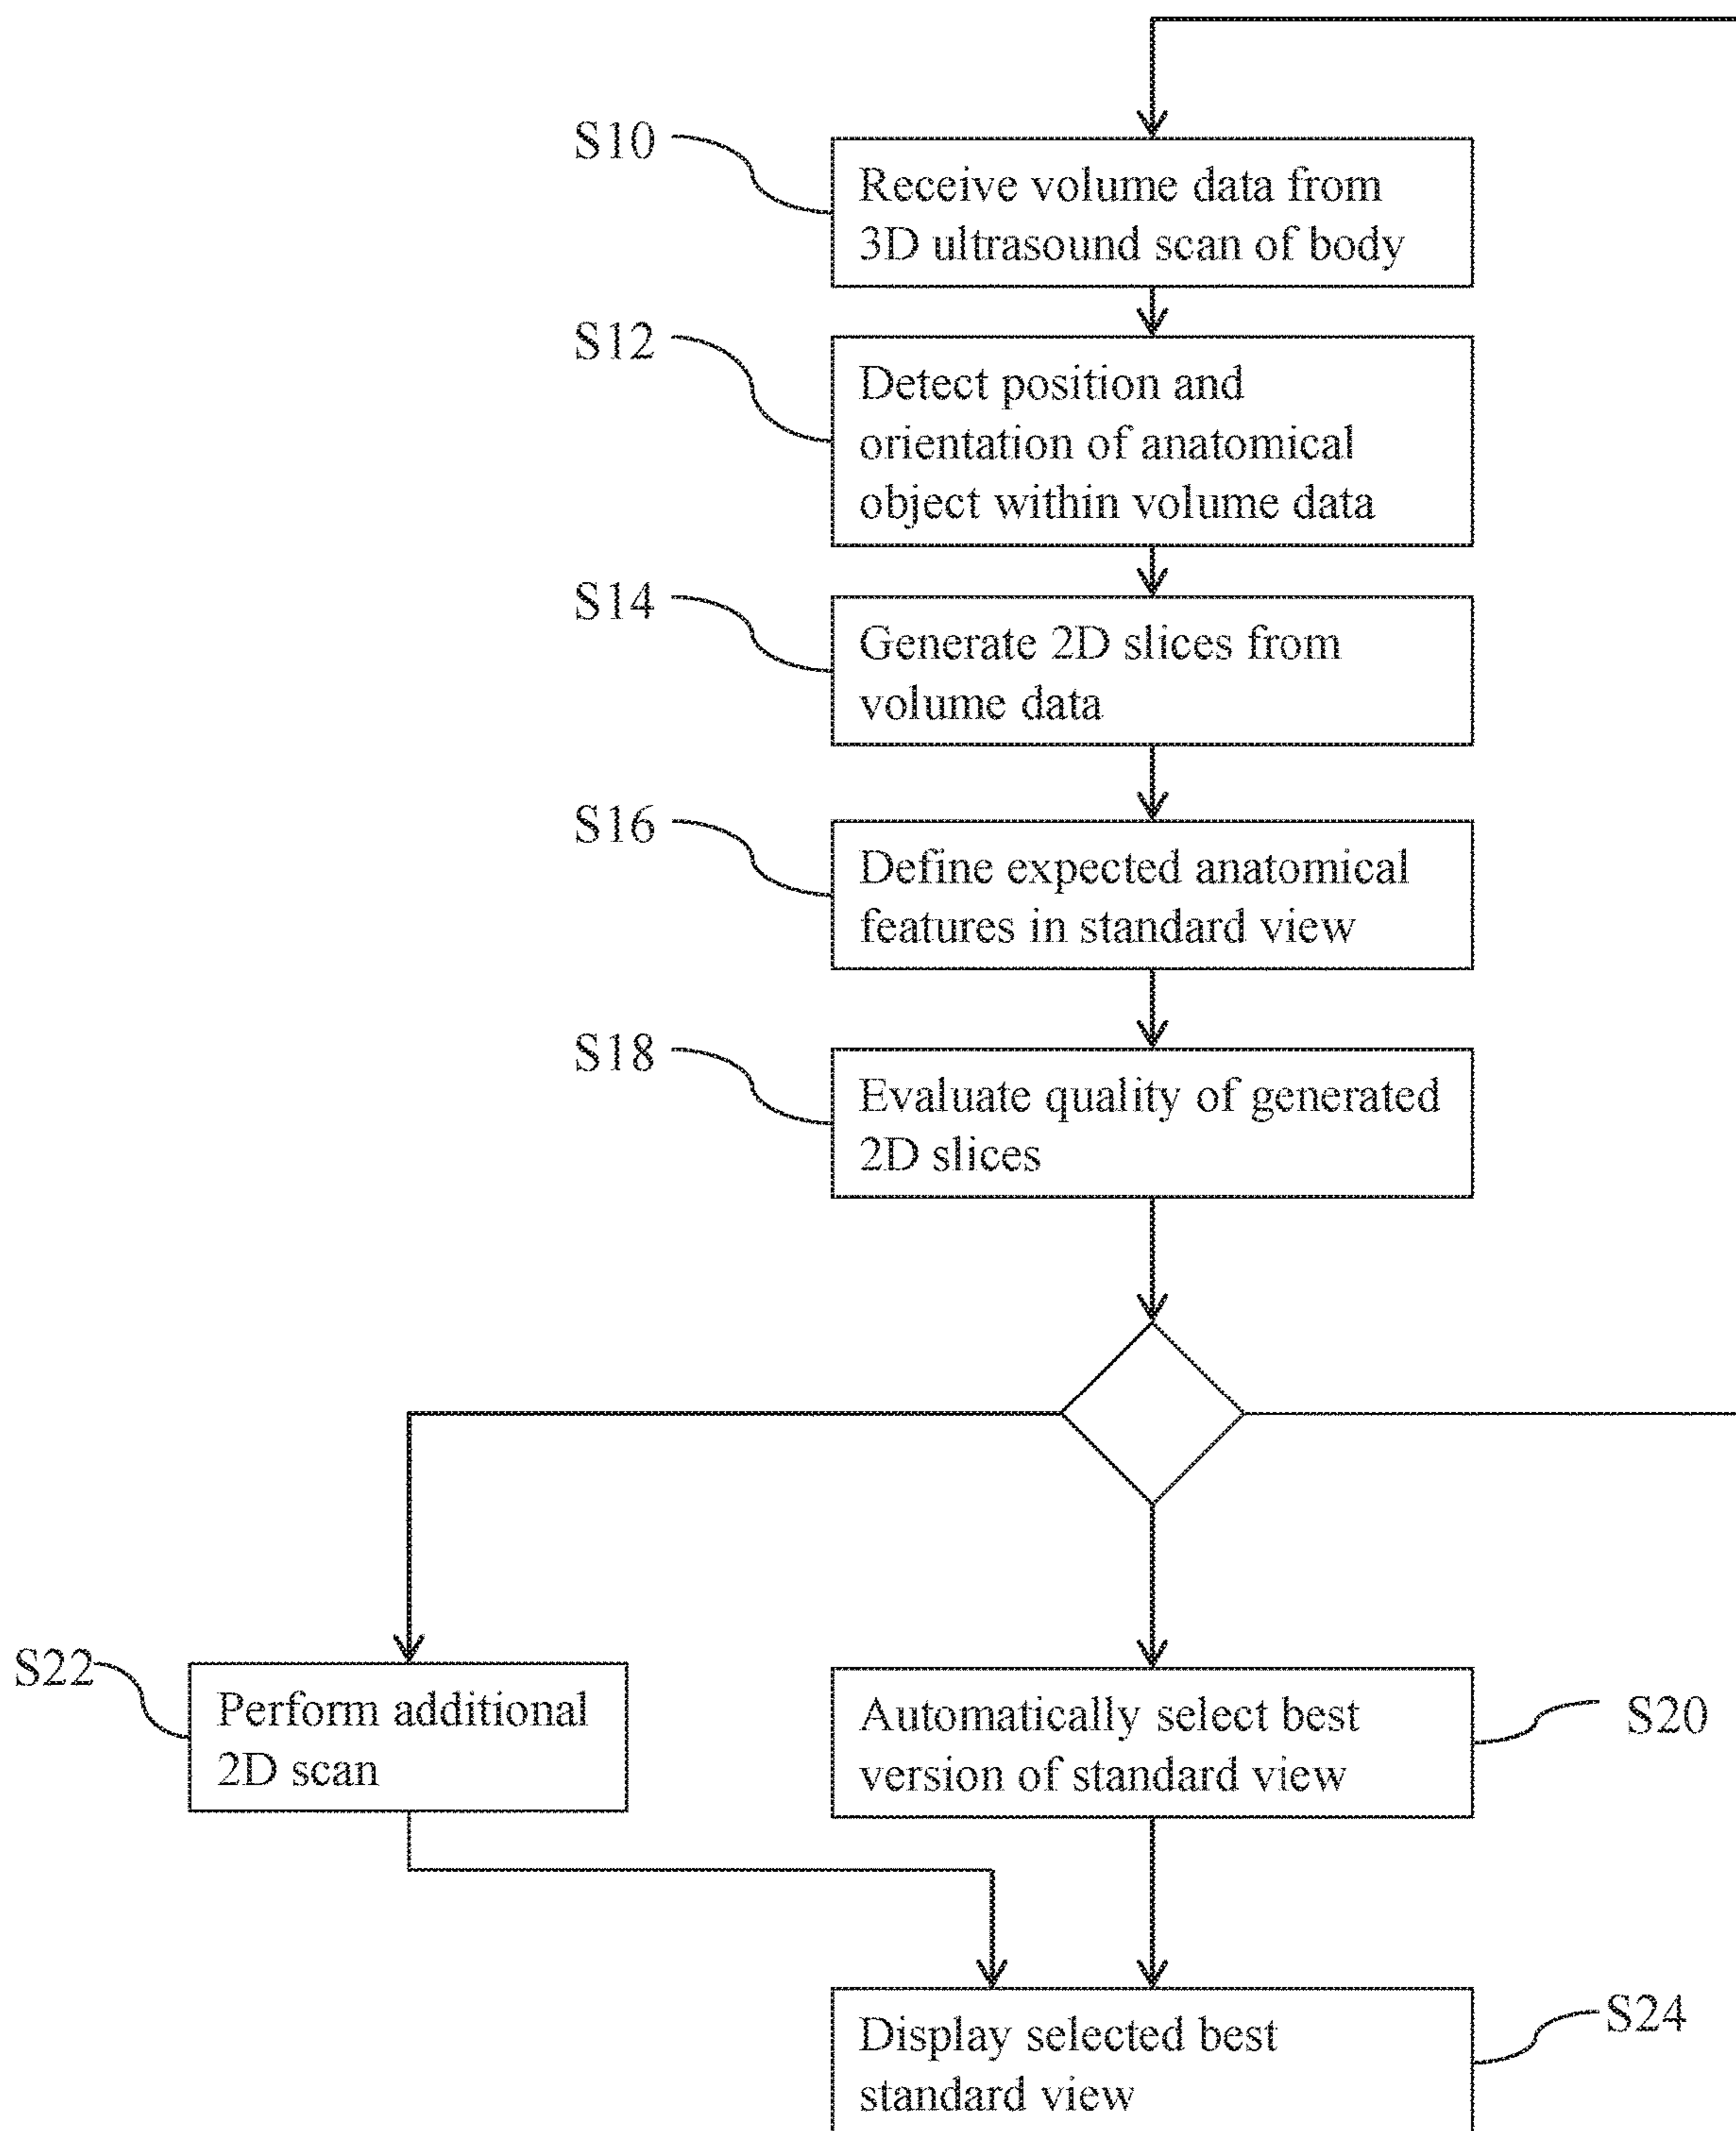 S10
Receive volume data from
3D ultrasound scan of body
S12
Detect position and
orientation of anatomical
object within volume data
S14
Generate 2D slices from
volume data
S16
Define expected anatomical
features in standard view
S18
Evaluate quality of generated
2D slices
S22
Perform additional
2D scan
Automatically select best
version of standard view
S20
Display selected best
standard view
S24